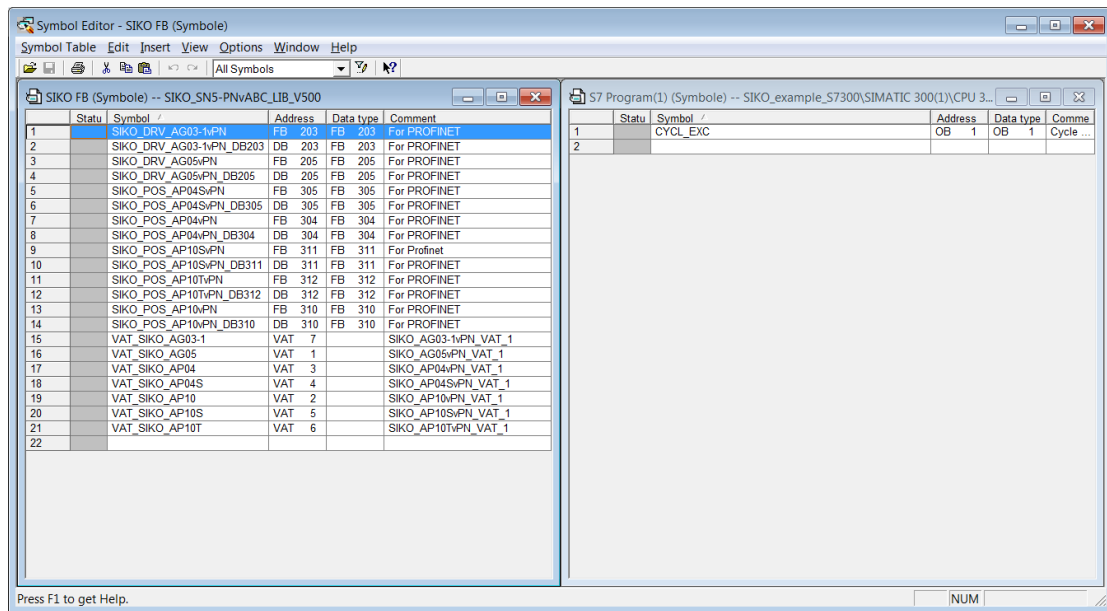 Symbol Editor - SIKO FB (Symbole)
Symbol Table Edit Insert View Options Window Help
All Symbols
SIKO FB (Symbole) -- SIKO_SN5-PNvABC_LIB_V500
Statu Symbol Address Data type Comment
1 SIKO_DRV_AG03-1vPN FB 203 FB 203 For PROFINET
2 SIKO_DRV_AG03-1vPN_DB203 DB 203 FB 203 For PROFINET
3 SIKO_DRV_AG05vPN FB 205 FB 205 For PROFINET
4 SIKO_DRV_AG05vPN_DB205 DB 205 FB 205 For PROFINET
5 SIKO_POS_AP04SvPN FB 305 FB 305 For PROFINET
6 SIKO_POS_AP04SvPN_DB305 DB 305 FB 305 For PROFINET
7 SIKO_POS_AP04vPN FB 304 FB 304 For PROFINET
8 SIKO_POS_AP04vPN_DB304 DB 304 FB 304 For PROFINET
9 SIKO_POS_AP10SvPN FB 311 FB 311 For Profinet
10 SIKO_POS_AP10SvPN_DB311 DB 311 FB 311 For PROFINET
11 SIKO_POS_AP10TvPN FB 312 FB 312 For PROFINET
12 SIKO_POS_AP10TvPN_DB312 DB 312 FB 312 For PROFINET
13 SIKO_POS_AP10vPN FB 310 FB 310 For PROFINET
14 SIKO_POS_AP10vPN_DB310 DB 310 FB 310 For PROFINET
15 VAT_SIKO_AG03-1 VAT 7 SIKO_AG03-1vPN_VAT_1
16 VAT_SIKO_AG05 VAT 1 SIKO_AG05vPN_VAT_1
17 VAT_SIKO_AP04 VAT 3 SIKO_AP04vPN_VAT_1
18 VAT_SIKO_AP04S VAT 4 SIKO_AP04SvPN_VAT_1
19 VAT_SIKO_AP10 VAT 2 SIKO_AP10vPN_VAT_1
20 VAT_SIKO_AP10S VAT 5 SIKO_AP10SvPN_VAT_1
21 VAT_SIKO_AP10T VAT 6 SIKO_AP10TvPN_VAT_1
22
S7 Program(1) (Symbole) -- SIKO_example_S7300\SIMATIC 300(1)\CPU 3...
Statu Symbol Address Data type Comme
1 CYCL_EXC OB 1 OB 1 Cycle ...
2
Press F1 to get Help.
NUM